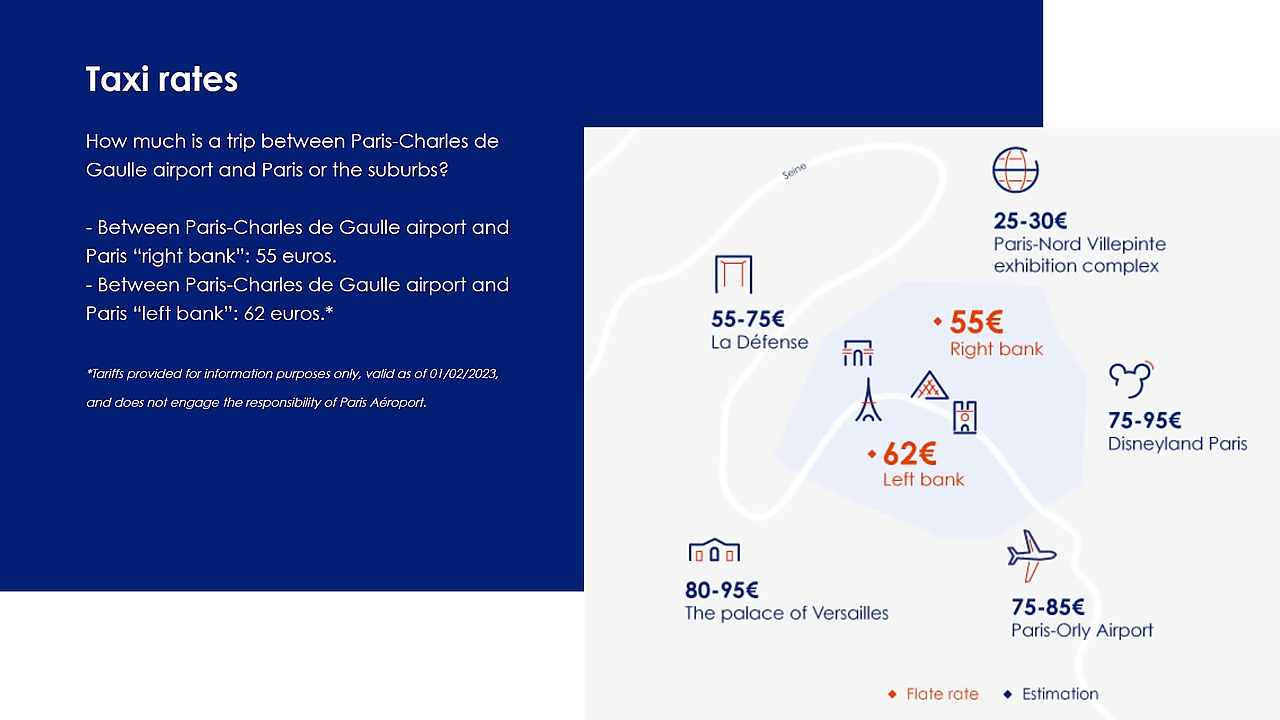 Taxi rates
How much is a trip between Paris-Charles de
Gaulle airport and Paris or the suburbs?
- Between Paris-Charles de Gaulle airport and
Paris “right bank”: 55 euros.
- Between Paris-Charles de Gaulle airport and
Paris “left bank”: 62 euros.*
*Tariffs provided for information purposes only, valid as of 01/02/2023,
and does not engage the responsibility of Paris Aéroport.
Seine
25-30€
Paris-Nord Villepinte
exhibition complex
55-75€
La Défense
55€
Right bank
75-95€
Disneyland Paris
62€
Left bank
80-95€
The palace of Versailles
75-85€
Paris-Orly Airport
Flate rate
Estimation